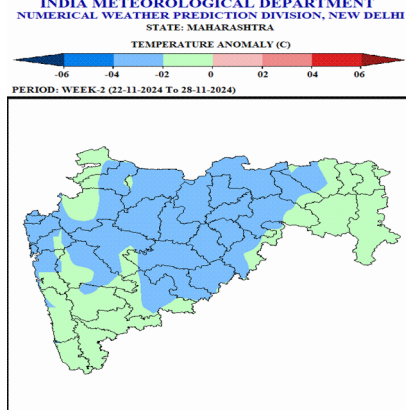 INDIA METEOROLOGICAL DEPARTMENT
NUMERICAL WEATHER PREDICTION DIVISION, NEW DELHI
STATE: MAHARASHTRA
TEMPERATURE ANOMALY (C)
-06 -04 -02 0 02 04 06
PERIOD: WEEK-2 (22-11-2024 To 28-11-2024)